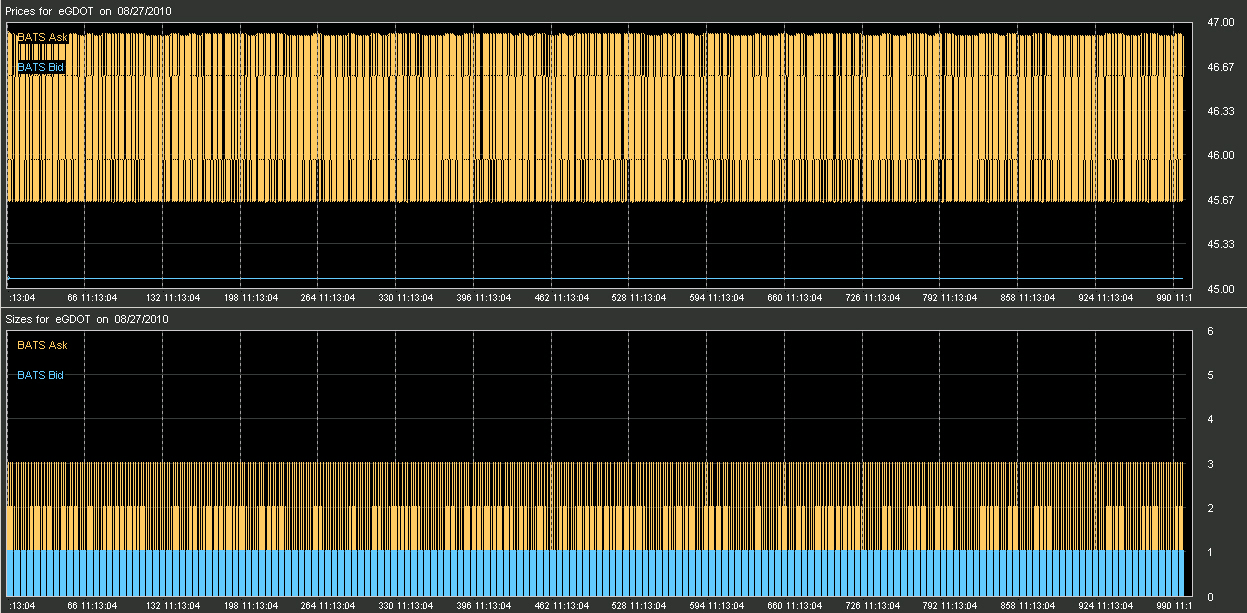 Prices for eGDOT on 08/27/2010
BATS Ask
BATS Bid
47.00
46.67
46.33
46.00
45.67
45.33
45.00
:13:04 66 11:13:04 132 11:13:04 198 11:13:04 264 11:13:04 330 11:13:04 396 11:13:04 462 11:13:04 528 11:13:04 594 11:13:04 660 11:13:04 726 11:13:04 792 11:13:04 858 11:13:04 924 11:13:04 990 11:1
Sizes for eGDOT on 08/27/2010
BATS Ask
BATS Bid
6
5
4
3
2
1
0
:13:04 66 11:13:04 132 11:13:04 198 11:13:04 264 11:13:04 330 11:13:04 396 11:13:04 462 11:13:04 528 11:13:04 594 11:13:04 660 11:13:04 726 11:13:04 792 11:13:04 858 11:13:04 924 11:13:04 990 11:1